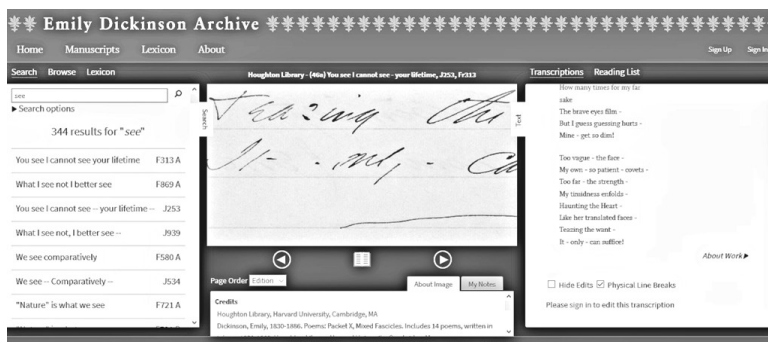 Emily Dickinson Archive
Home Manuscripts Lexicon About
Sign Up Sign In
Search Browse Lexicon
see
Search options
344 results for "see"
You see I cannot see your lifetime F313 A
What I see not I better see F869 A
You see I cannot see -- your lifetime -- J253
What I see not, I better see -- J939
We see comparatively F580 A
We see -- Comparatively -- J534
"Nature" is what we see F721 A
Houghton Library - (46a) You see I cannot see - your lifetime, J253, Fr313
Search
Teazing the
It - only - ca
Text
Page Order Edition
About Image My Notes
Credits
Houghton Library, Harvard University, Cambridge, MA
Dickinson, Emily, 1830-1886. Poems: Packet X, Mixed Fascicles. Includes 14 poems, written in
Transcriptions Reading List
How many times for my far
sake
The brave eyes film -
But I guess guessing hurts -
Mine - get so dim!
Too vague - the face -
My own - so patient - covets -
Too far - the strength -
My timidness enfolds -
Haunting the Heart -
Like her translated faces -
Teazing the want -
It - only - can suffice!
About Work
Hide Edits Physical Line Breaks
Please sign in to edit this transcription